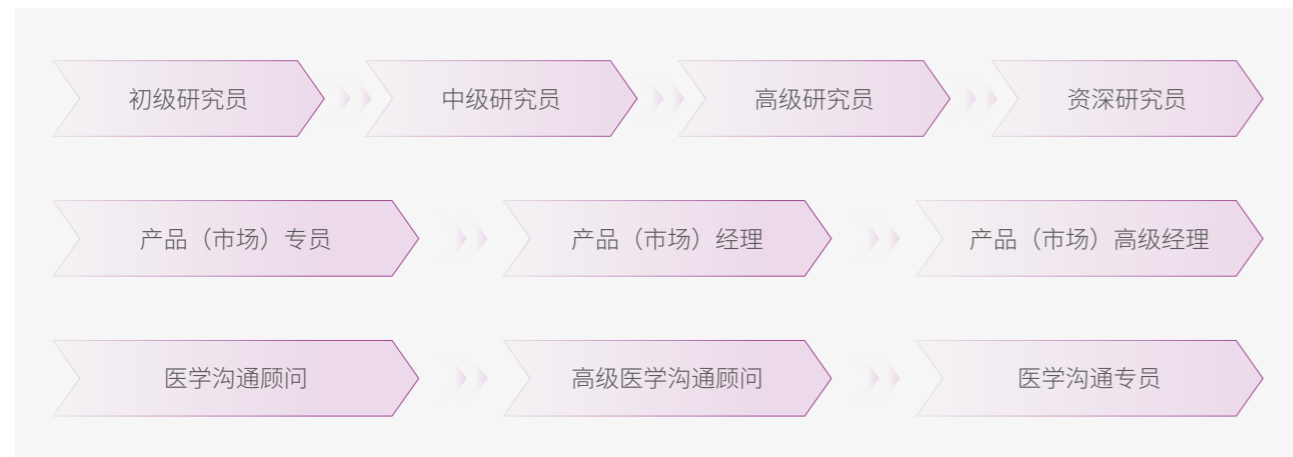 初级研究员 中级研究员 高级研究员 资深研究员
产品（市场）专员 产品（市场）经理 产品（市场）高级经理
医学沟通顾问 高级医学沟通顾问 医学沟通专员